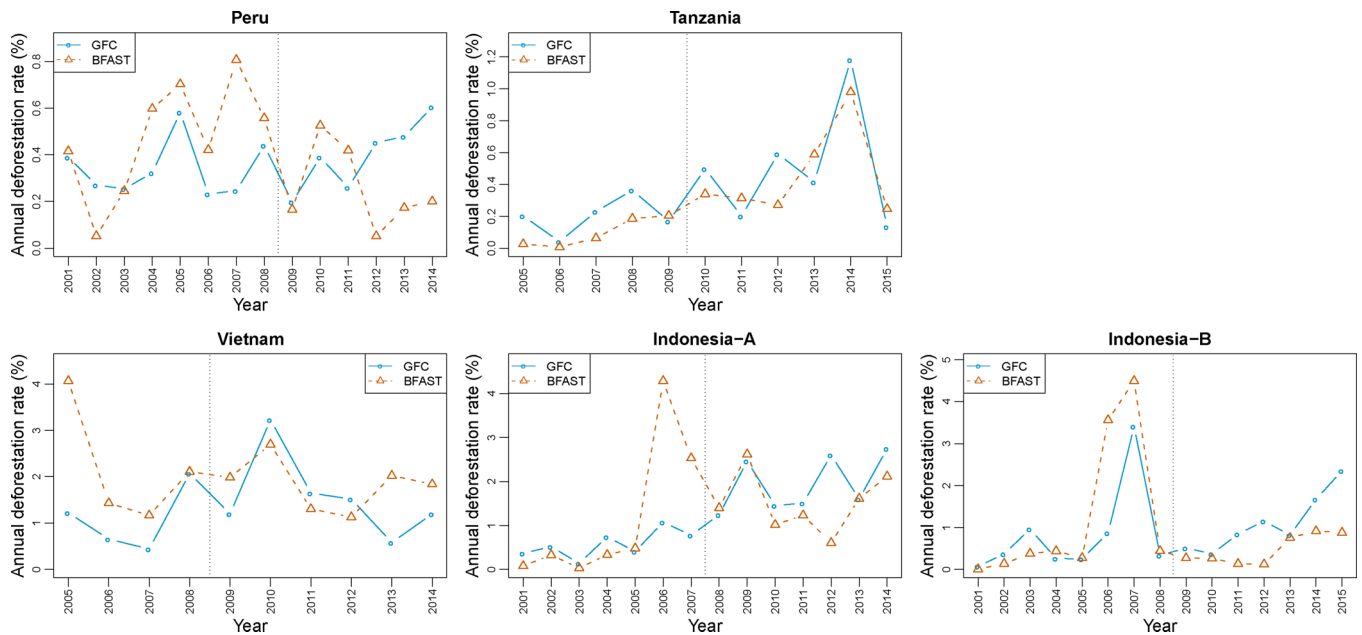 Peru
Annual deforestation rate (%)
0.0 0.2 0.4 0.6 0.8
GFC
BFAST
2001 2002 2003 2004 2005 2006 2007 2008 2009 2010 2011 2012 2013 2014
Year
Tanzania
Annual deforestation rate (%)
0.0 0.2 0.4 0.6 0.8 1.0 1.2
GFC
BFAST
2005 2006 2007 2008 2009 2010 2011 2012 2013 2014 2015
Year
Vietnam
Annual deforestation rate (%)
0 1 2 3 4
GFC
BFAST
2005 2006 2007 2008 2009 2010 2011 2012 2013 2014
Year
Indonesia−A
Annual deforestation rate (%)
0 1 2 3 4
GFC
BFAST
2001 2002 2003 2004 2005 2006 2007 2008 2009 2010 2011 2012 2013 2014
Year
Indonesia−B
Annual deforestation rate (%)
0 1 2 3 4 5
GFC
BFAST
2001 2002 2003 2004 2005 2006 2007 2008 2009 2010 2011 2012 2013 2014 2015
Year